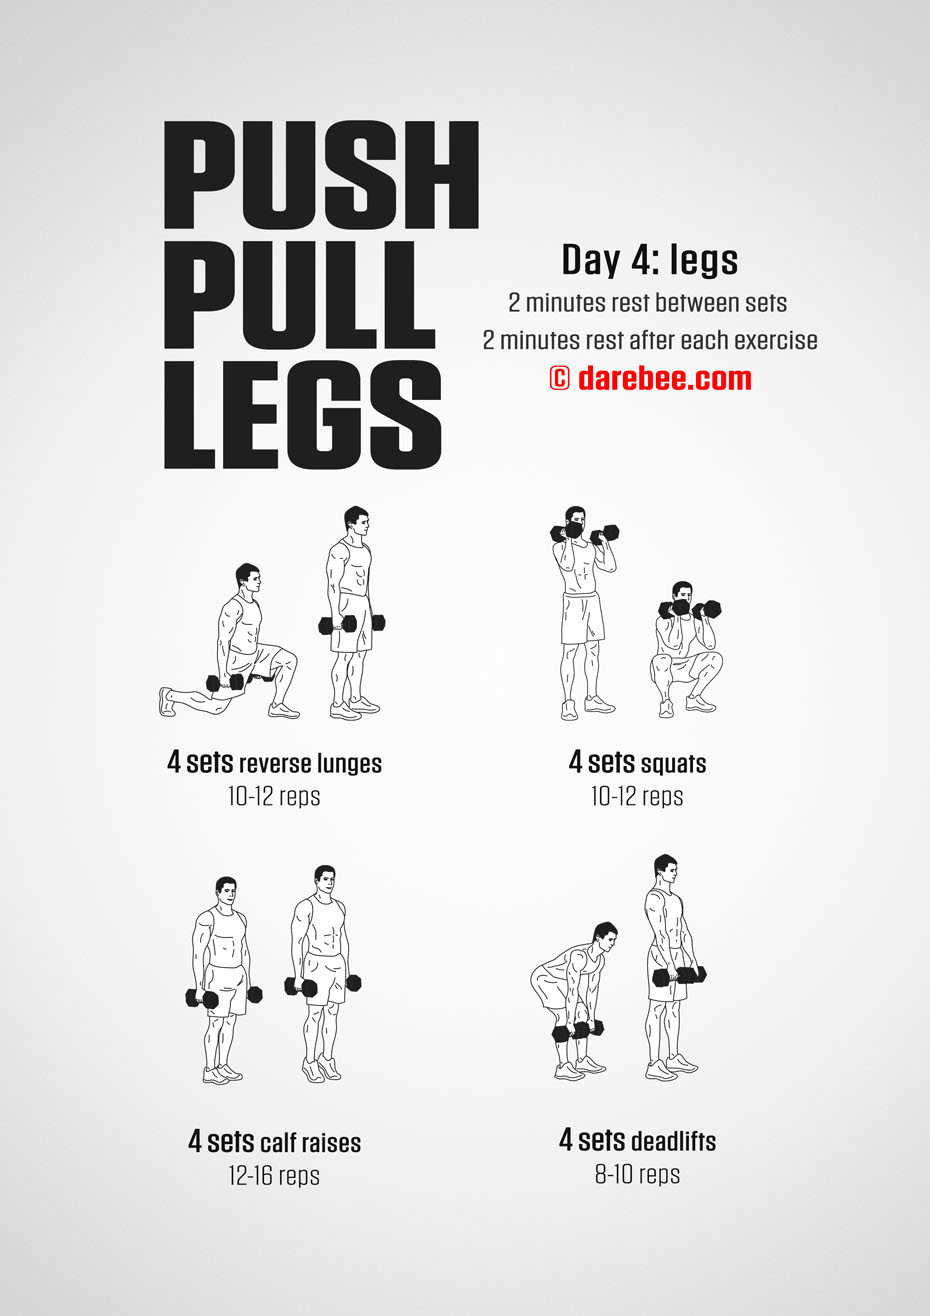 PUSH
PULL
LEGS
Day 4: legs
2 minutes rest between sets
2 minutes rest after each exercise
© darebee.com
4 sets reverse lunges
10-12 reps
4 sets squats
10-12 reps
4 sets calf raises
12-16 reps
4 sets deadlifts
8-10 reps